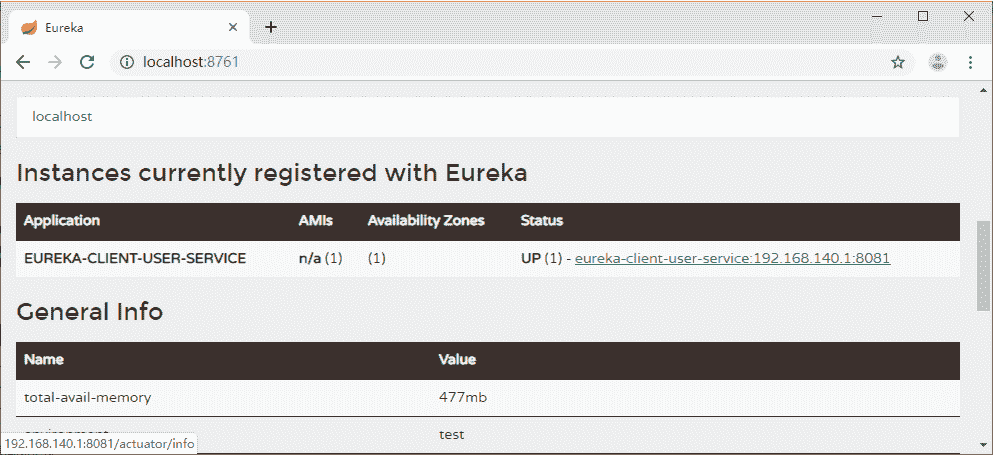 Eureka
localhost:8761
localhost
Instances currently registered with Eureka
Application AMIs Availability Zones Status
EUREKA-CLIENT-USER-SERVICE n/a (1) (1) UP (1) - eureka-client-user-service:192.168.140.1:8081
General Info
Name Value
total-avail-memory 477mb
environment test
192.168.140.1:8081/actuator/info